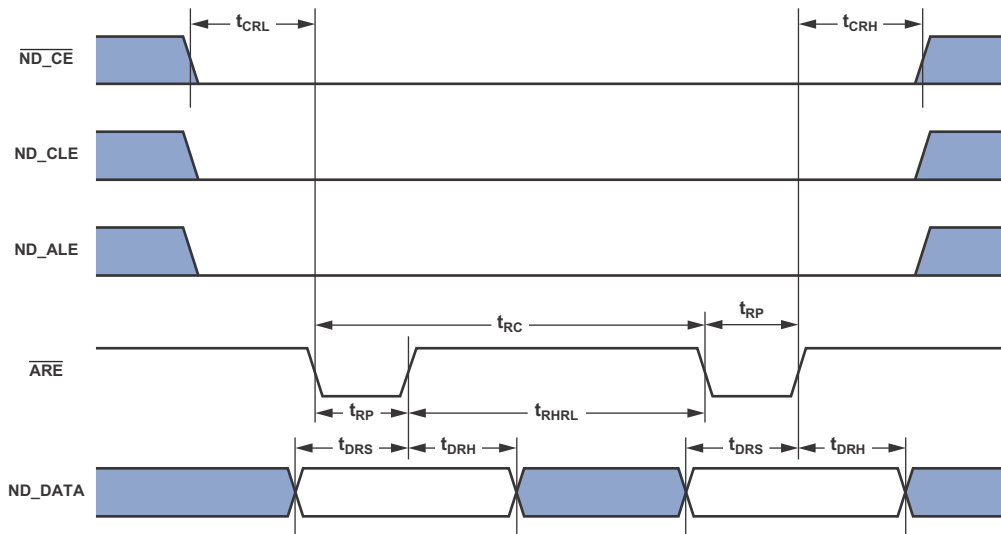 tCRL tCRH
ND_CE
ND_CLE
ND_ALE
tRC tRP
ARE
tRP tRHRL
tDRS tDRH tDRS tDRH
ND_DATA